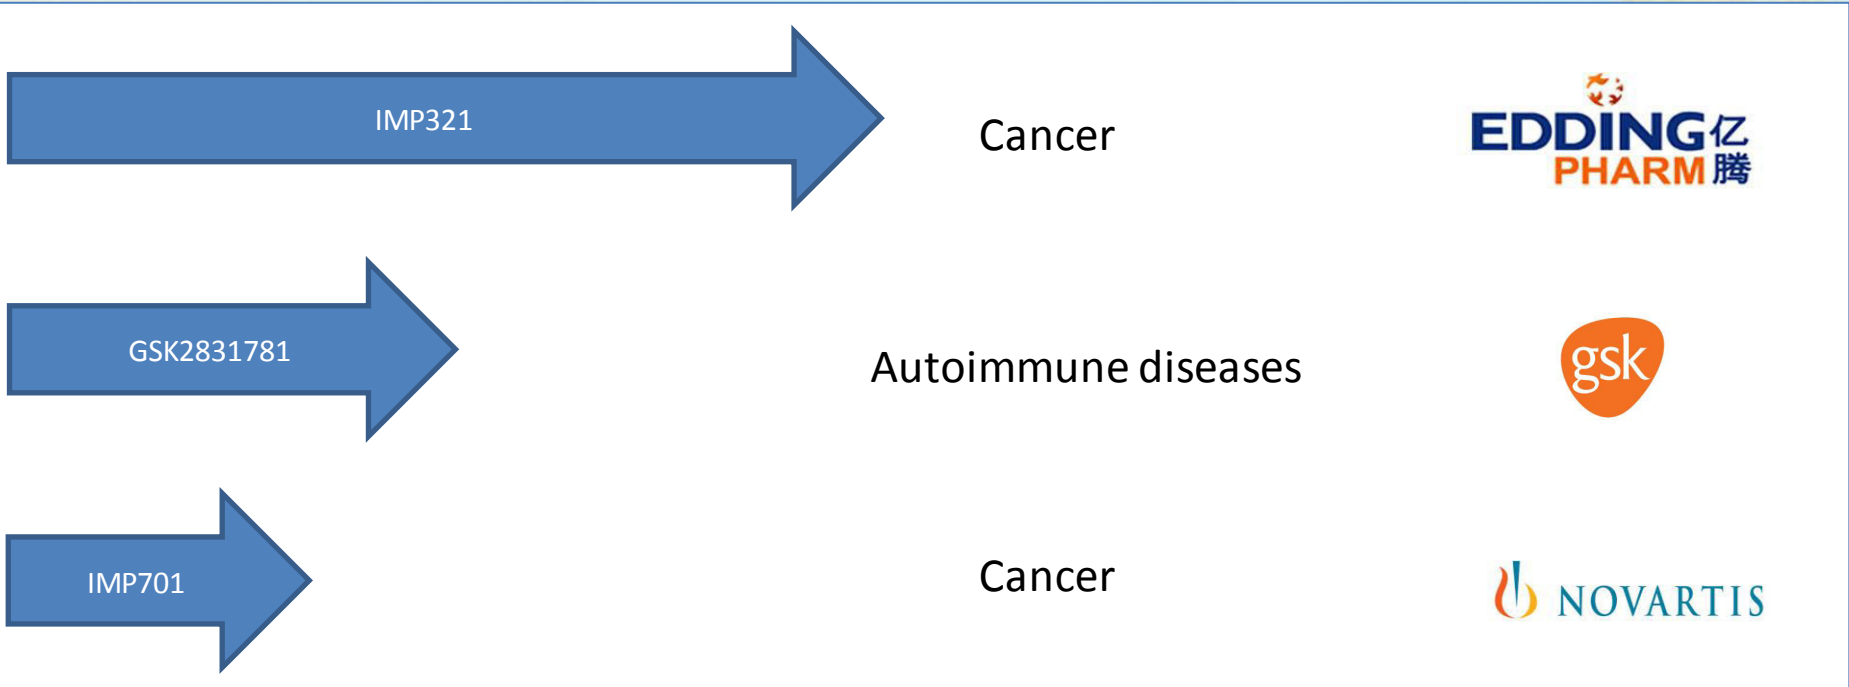 IMP321
Cancer
EDDING亿
PHARM腾
GSK2831781
Autoimmune diseases
gsk
IMP701
Cancer
NOVARTIS